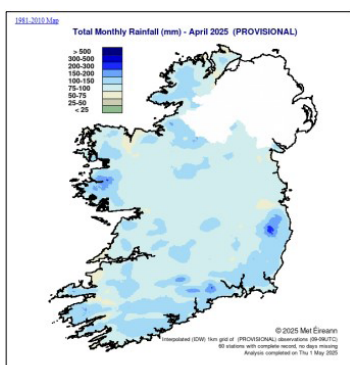 1981-2010 Map
Total Monthly Rainfall (mm) - April 2025 (PROVISIONAL)
> 500
300-500
200-300
150-200
100-150
75-100
50-75
25-50
< 25
© 2025 Met Éireann
Interpolated (IDW) 1km grid of (PROVISIONAL) observations (09-09UTC)
60 stations with complete record, no days missing
Analysis completed on Thu 1 May 2025